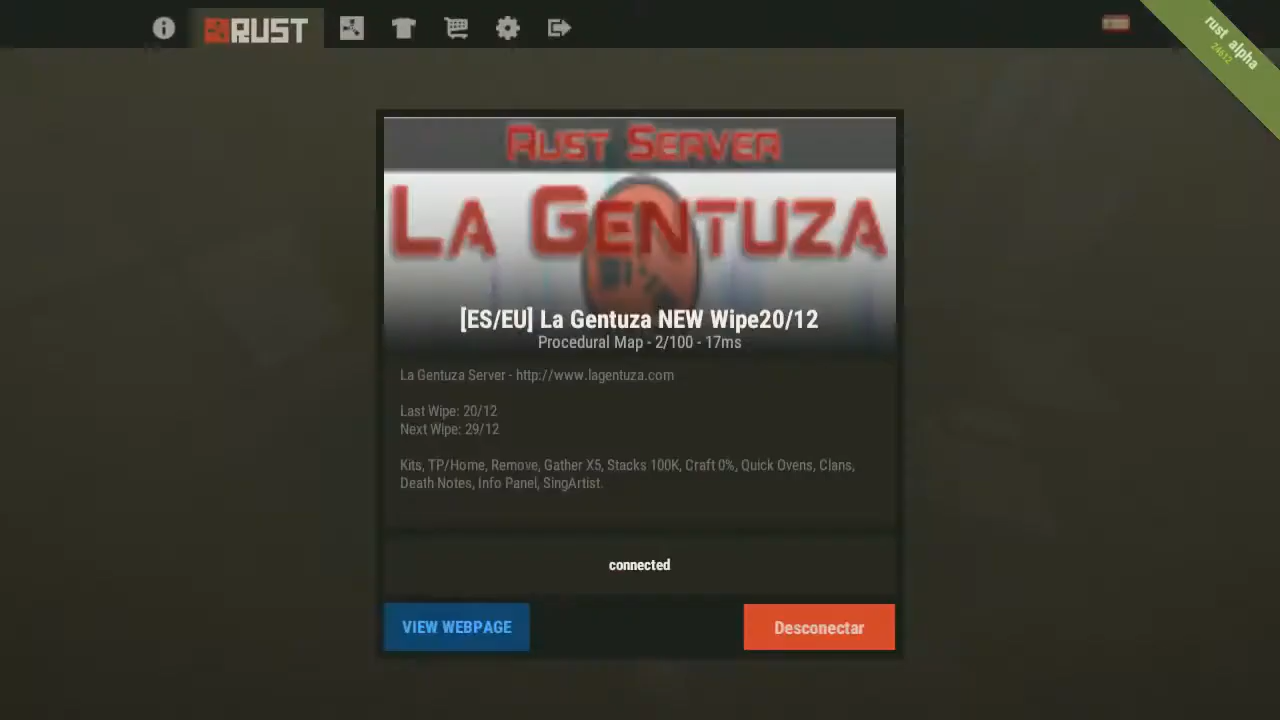 RUST
rust alpha
24612
RUST SERVER
LA GENTUZA
[ES/EU] La Gentuza NEW Wipe20/12
Procedural Map - 2/100 - 17ms
La Gentuza Server - http://www.lagentuza.com
Last Wipe: 20/12
Next Wipe: 29/12
Kits, TP/Home, Remove, Gather X5, Stacks 100K, Craft 0%, Quick Ovens, Clans,
Death Notes, Info Panel, SingArtist.
connected
VIEW WEBPAGE
Desconectar